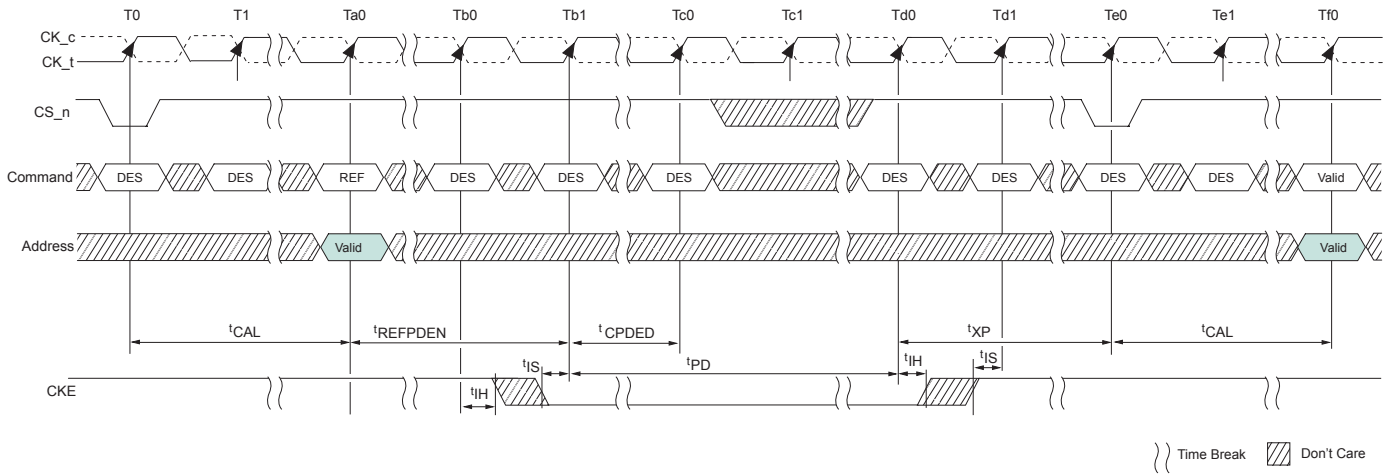 T0 T1 Ta0 Tb0 Tb1 Tc0 Tc1 Td0 Td1 Te0 Te1 Tf0
CK_c
CK_t
CS_n
Command DES DES REF DES DES DES DES DES DES DES Valid
Address Valid Valid
tCAL tREFPDEN tCPDED tXP tCAL
tIS tPD tIH tIS
CKE tIH
Time Break Don't Care